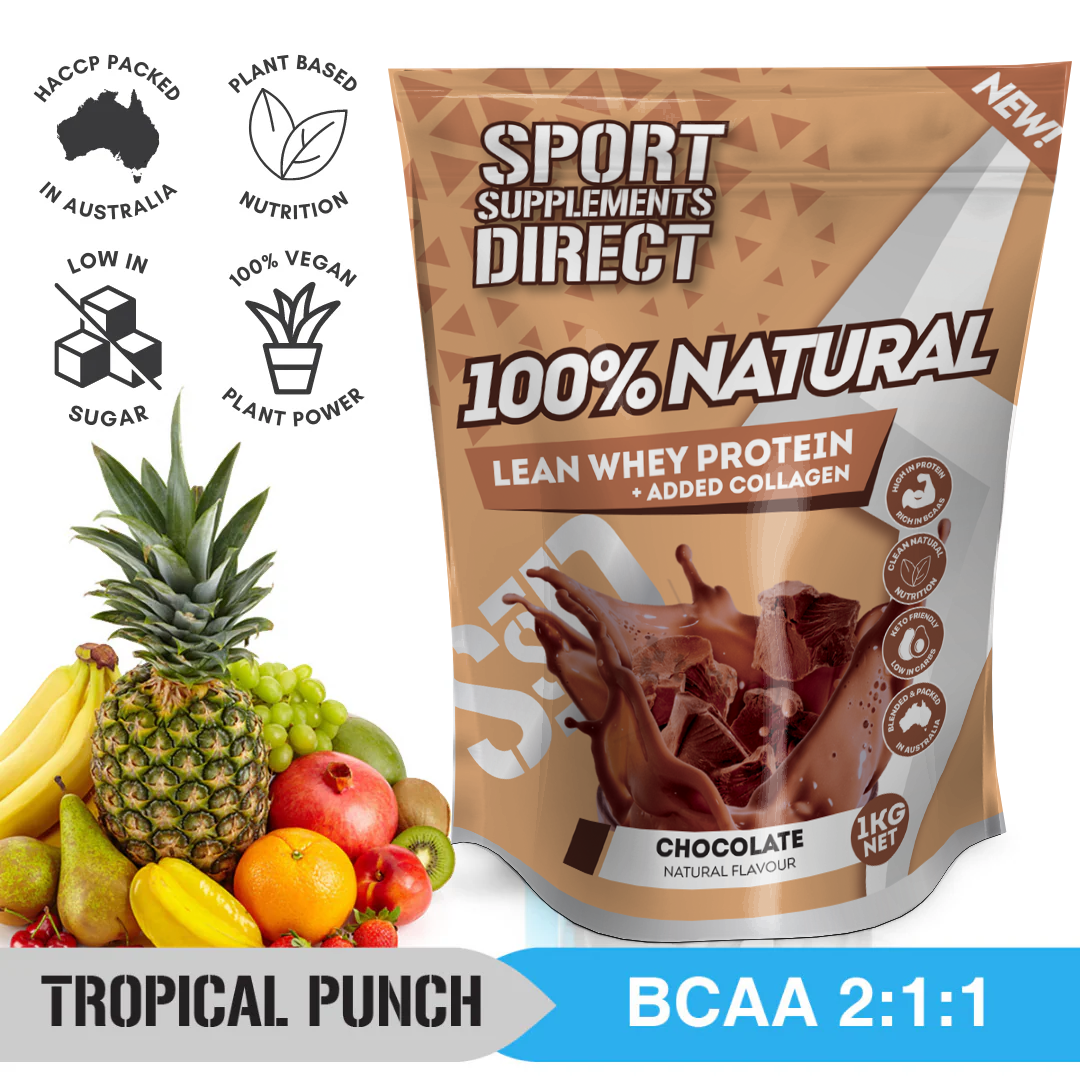 HACCP PACKED
IN AUSTRALIA
PLANT BASED
NUTRITION
LOW IN
SUGAR
100% VEGAN
PLANT POWER
NEW!
SPORT
SUPPLEMENTS
DIRECT
100% NATURAL
LEAN WHEY PROTEIN
+ ADDED COLLAGEN
HIGH IN PROTEIN
RICH IN BCAAS
CLEAN NATURAL
NUTRITION
KETO FRIENDLY
LOW IN CARBS
BLENDED & PACKED
IN AUSTRALIA
SSD
CHOCOLATE
NATURAL FLAVOUR
1KG
NET
TROPICAL PUNCH
BCAA 2:1:1